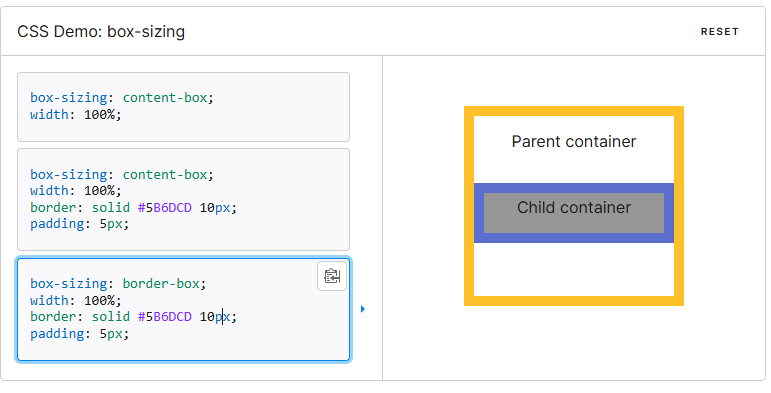 CSS Demo: box-sizing
RESET
box-sizing: content-box;
width: 100%;
box-sizing: content-box;
width: 100%;
border: solid #5B6DCD 10px;
padding: 5px;
box-sizing: border-box;
width: 100%;
border: solid #5B6DCD 10px;
padding: 5px;
Parent container
Child container